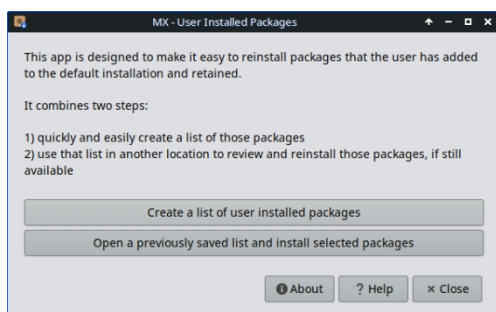 MX - User Installed Packages
This app is designed to make it easy to reinstall packages that the user has added
to the default installation and retained.
It combines two steps:
1) quickly and easily create a list of those packages
2) use that list in another location to review and reinstall those packages, if still
available
Create a list of user installed packages
Open a previously saved list and install selected packages
About ? Help × Close